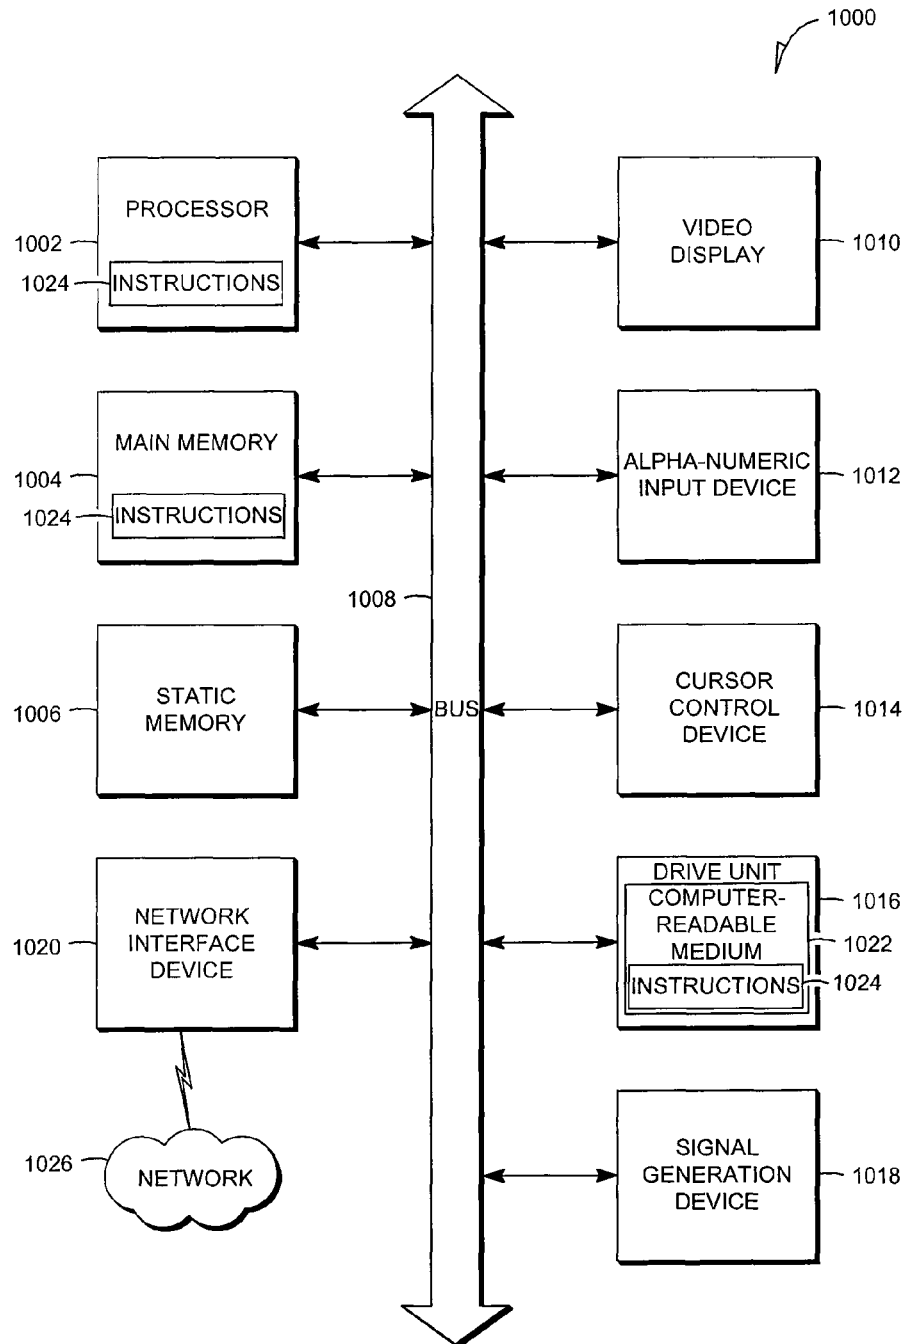 1000
PROCESSOR
1002
1024
INSTRUCTIONS
VIDEO
DISPLAY
1010
MAIN MEMORY
1004
1024
INSTRUCTIONS
ALPHA-NUMERIC
INPUT DEVICE
1012
1008
STATIC
MEMORY
1006
BUS
CURSOR
CONTROL
DEVICE
1014
NETWORK
INTERFACE
DEVICE
1020
DRIVE UNIT
COMPUTER-
READABLE
MEDIUM
INSTRUCTIONS
1016
1022
1024
1026
NETWORK
SIGNAL
GENERATION
DEVICE
1018